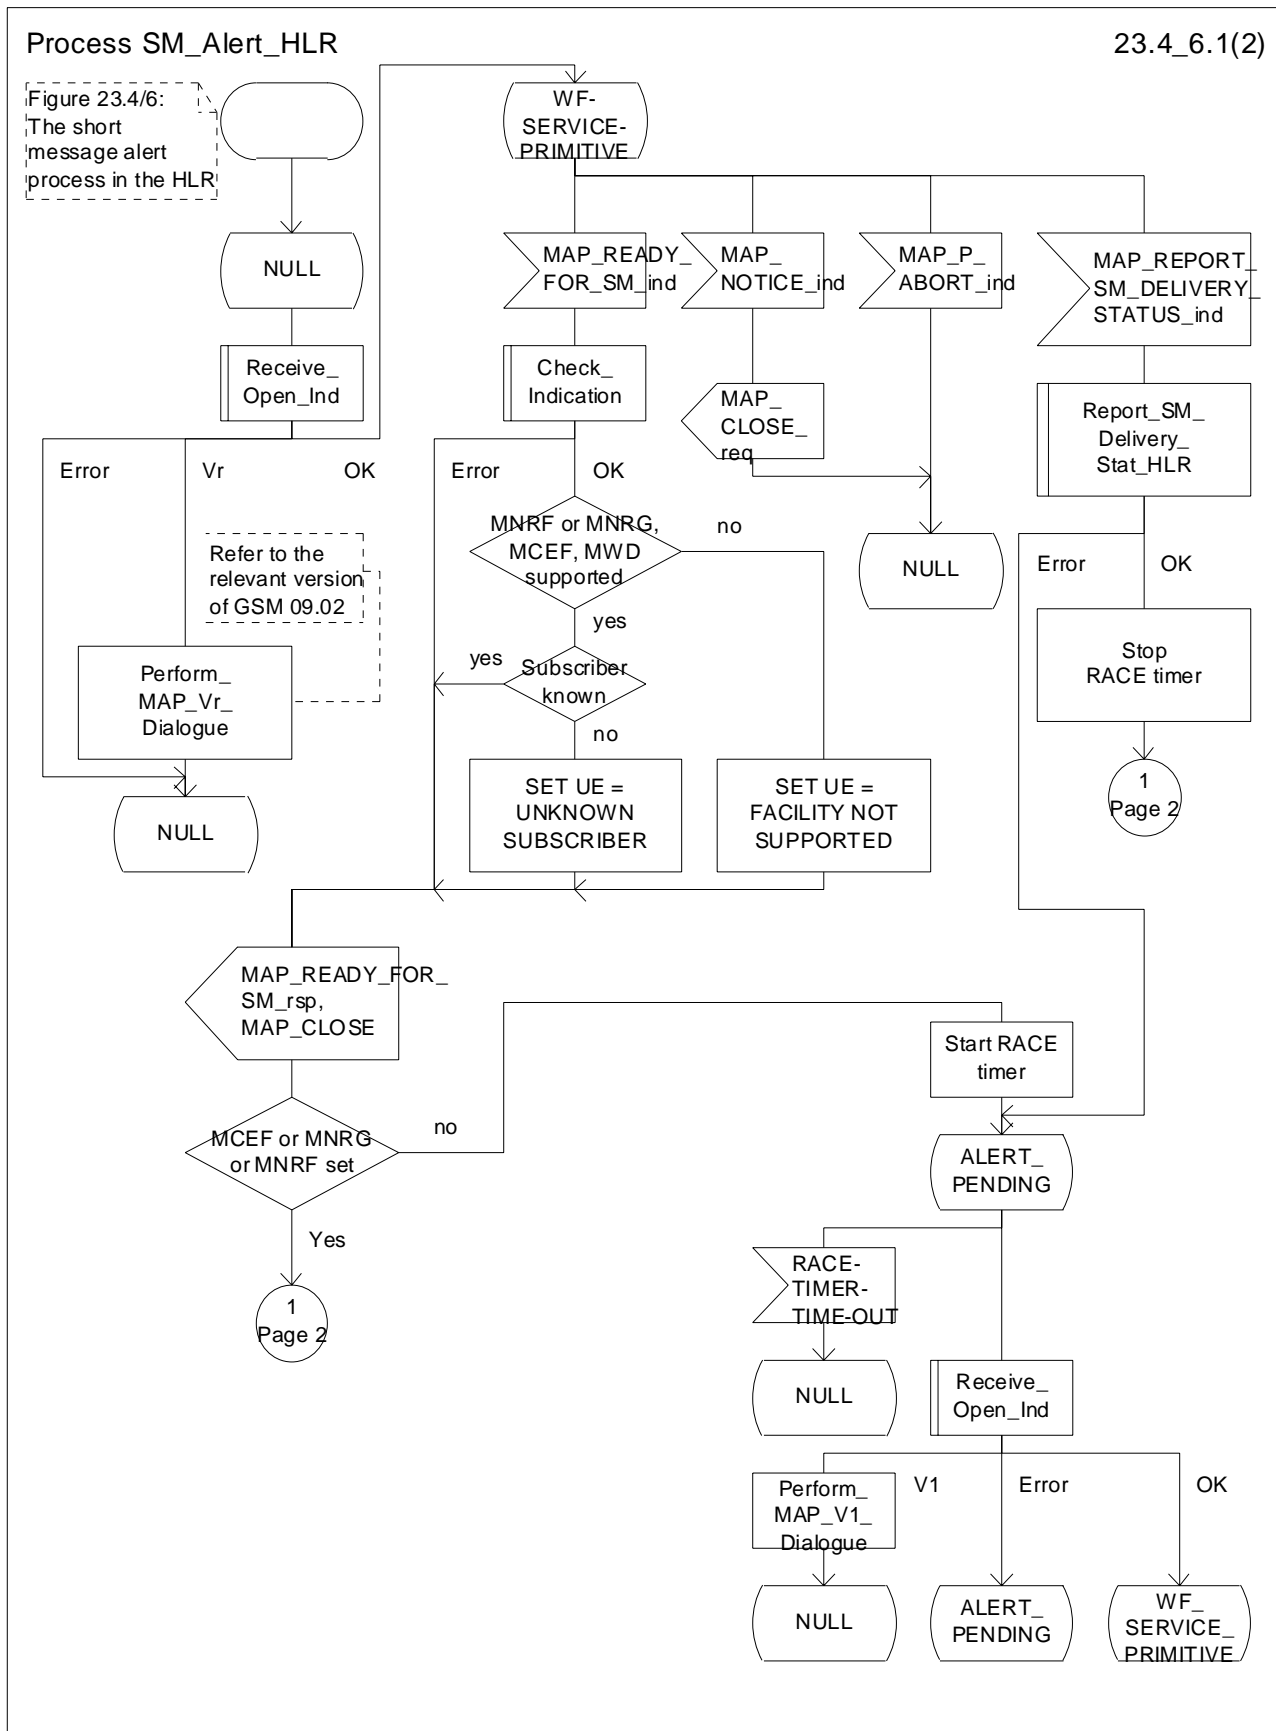 Process SM_Alert_HLR
23.4_6.1(2)
Figure 23.4/6:
The short
message alert
process in the HLR
WF-
SERVICE-
PRIMITIVE
NULL
MAP_READY_
FOR_SM_ind
MAP_
NOTICE_ind
MAP_P_
ABORT_ind
MAP_REPORT_
SM_DELIVERY_
STATUS_ind
Receive_
Open_Ind
Check_
Indication
MAP_
CLOSE_
req
Report_SM_
Delivery_
Stat_HLR
Error
Vr
OK
Error
OK
MNRF or MNRG,
MCEF, MWD
supported
no
yes
NULL
Error
OK
Refer to the
relevant version
of GSM 09.02
Perform_
MAP_Vr_
Dialogue
yes
Subscriber
known
no
Stop
RACE timer
NULL
SET UE =
UNKNOWN
SUBSCRIBER
SET UE =
FACILITY NOT
SUPPORTED
1
Page 2
MAP_READY_FOR_
SM_rsp,
MAP_CLOSE
Start RACE
timer
MCEF or MNRG
or MNRF set
no
Yes
ALERT_
PENDING
1
Page 2
RACE-
TIMER-
TIME-OUT
NULL
Receive_
Open_Ind
Perform_
MAP_V1_
Dialogue
V1
Error
OK
NULL
ALERT_
PENDING
WF_
SERVICE_
PRIMITIVE